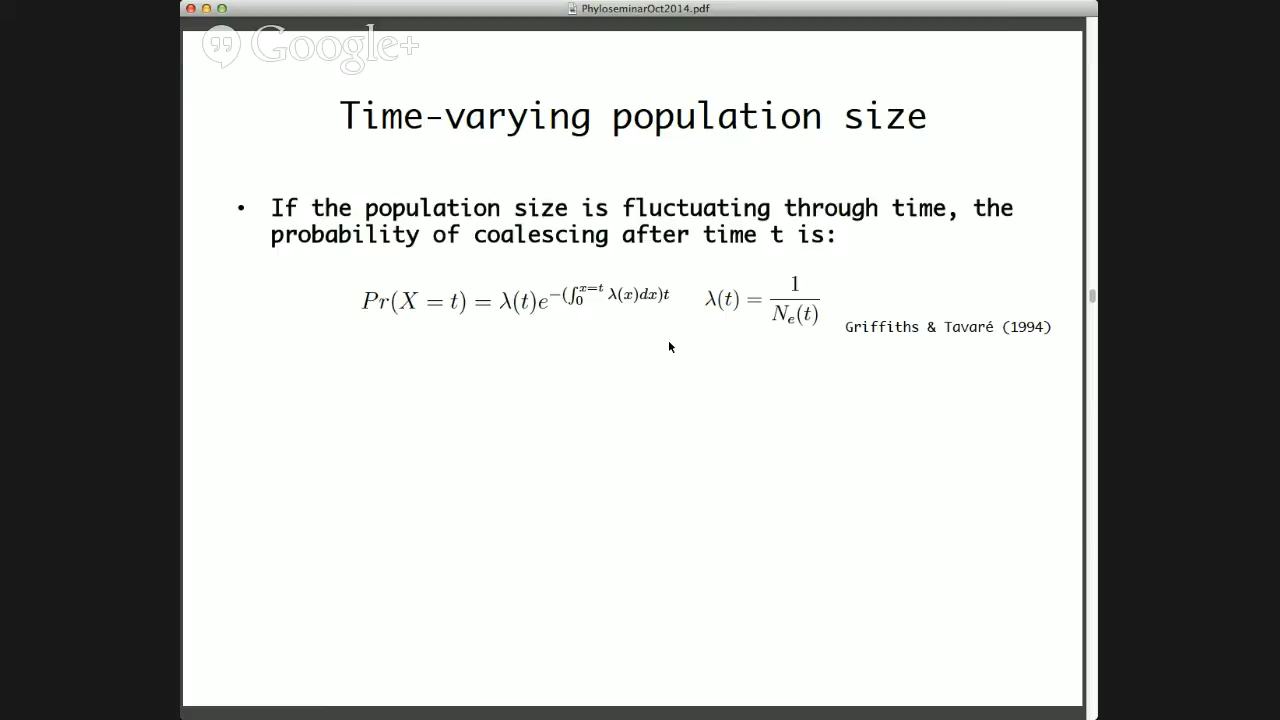 PhyloseminarOct2014.pdf
Google+
Time-varying population size
• If the population size is fluctuating through time, the
probability of coalescing after time t is:
Pr(X = t) = λ(t)e^{−(∫_0^{x=t} λ(x)dx)t} λ(t) = 1/N_e(t)
Griffiths & Tavaré (1994)